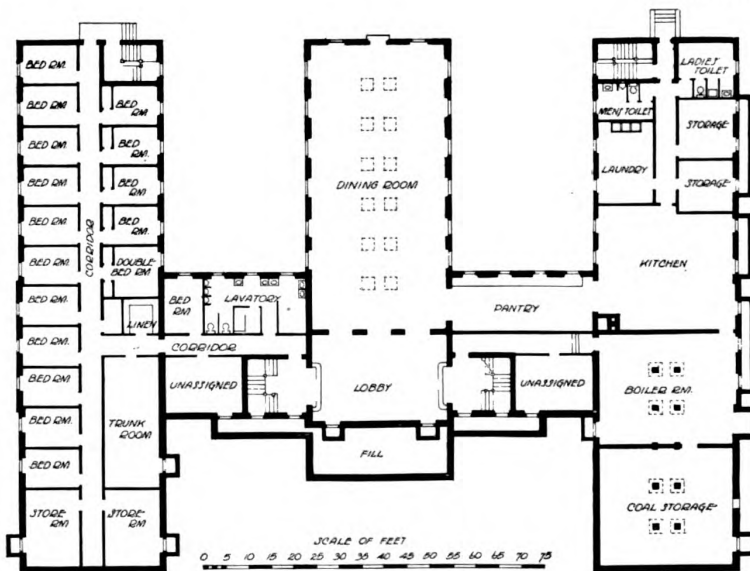 BED RM.
BED RM.
BED RM.
BED RM.
BED RM.
BED RM.
BED RM.
BED RM.
BED RM.
BED RM.
BED RM.
STORE
RM
CORRIDOR
BED
RM
BED
RM.
BED
RM.
BED
RM.
DOUBLE-
BED RM
LINEN
TRUNK
ROOM
STORE-
RM
BED
RM
LAVATORY
CORRIDOR
UNASSIGNED
DINING ROOM
LOBBY
FILL
PANTRY
UNASSIGNED
LADIES
TOILET
MENS TOILET
STORAGE
LAUNDRY
STORAGE
KITCHEN
BOILER RM.
COAL STORAGE
SCALE OF FEET
0 5 10 15 20 25 30 35 40 45 50 55 60 65 70 75